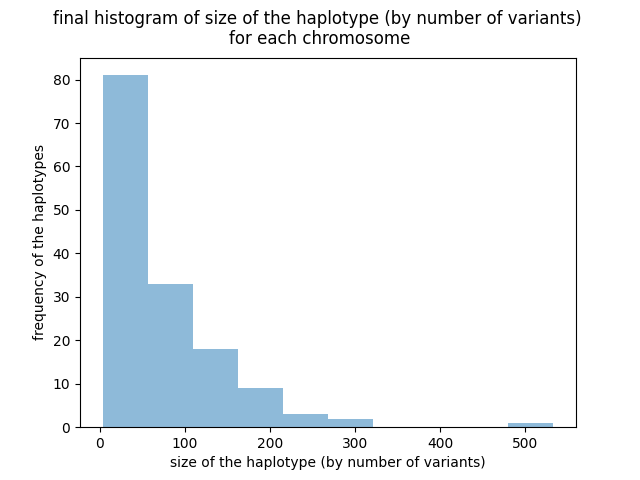 final histogram of size of the haplotype (by number of variants)
for each chromosome
frequency of the haplotypes
80
70
60
50
40
30
20
10
0
0 100 200 300 400 500
size of the haplotype (by number of variants)